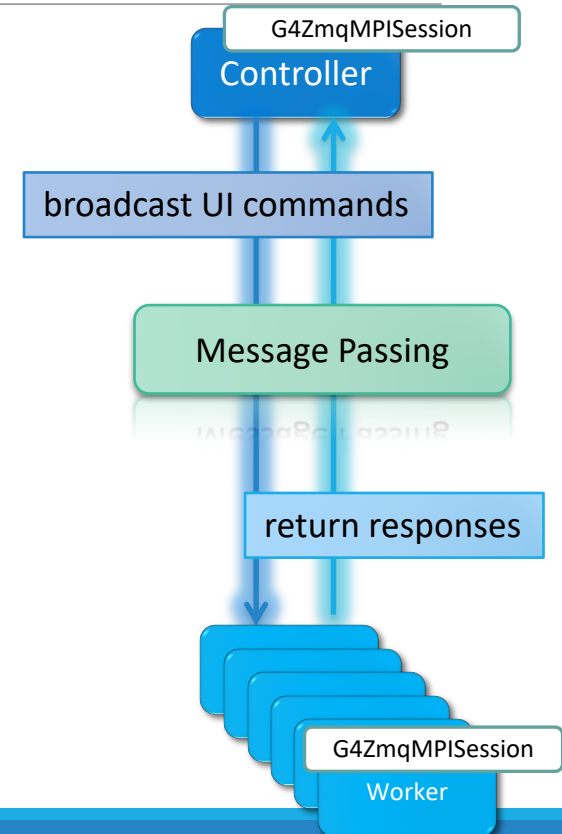 G4ZmqMPISession
Controller
broadcast UI commands
Message Passing
return responses
G4ZmqMPISession
Worker